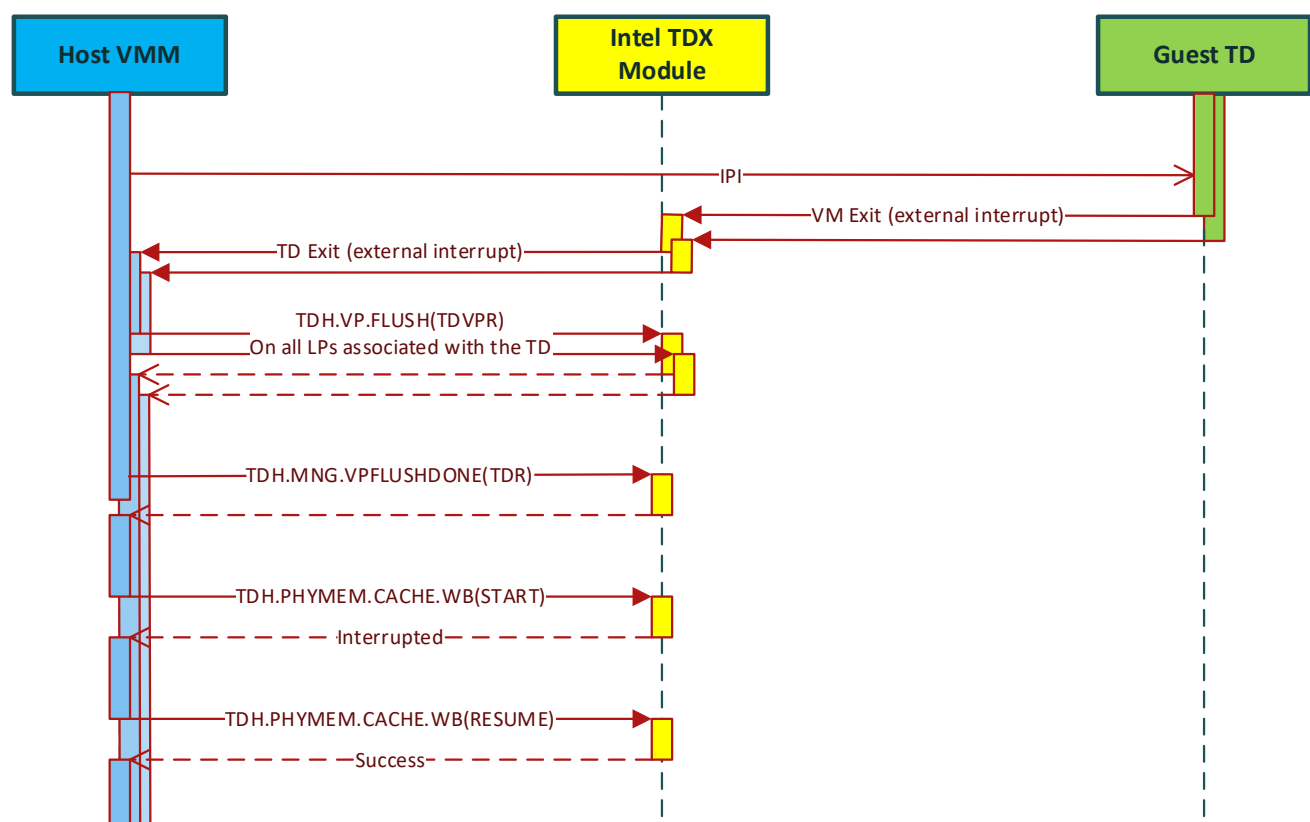 Host VMM
Intel TDX
Module
Guest TD
IPI
VM Exit (external interrupt)
TD Exit (external interrupt)
TDH.VP.FLUSH(TDVPR)
On all LPs associated with the TD
TDH.MNG.VPFLUSHDONE(TDR)
TDH.PHYMEM.CACHE.WB(START)
Interrupted
TDH.PHYMEM.CACHE.WB(RESUME)
Success